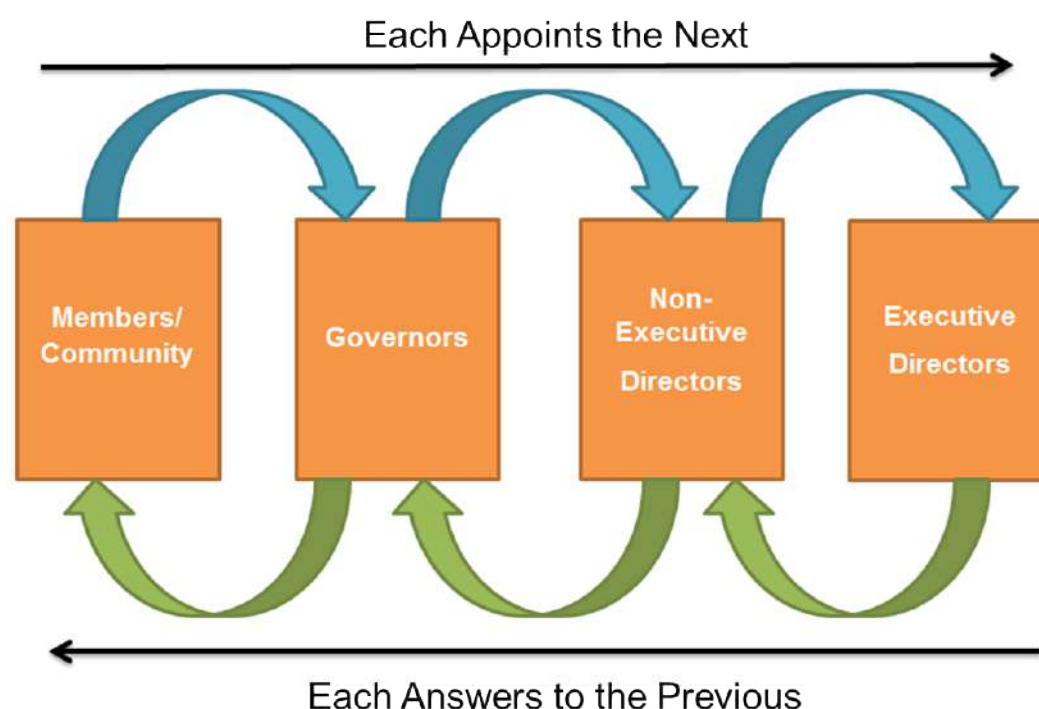 Each Appoints the Next
Members/
Community
Governors
Non-
Executive
Directors
Executive
Directors
Each Answers to the Previous